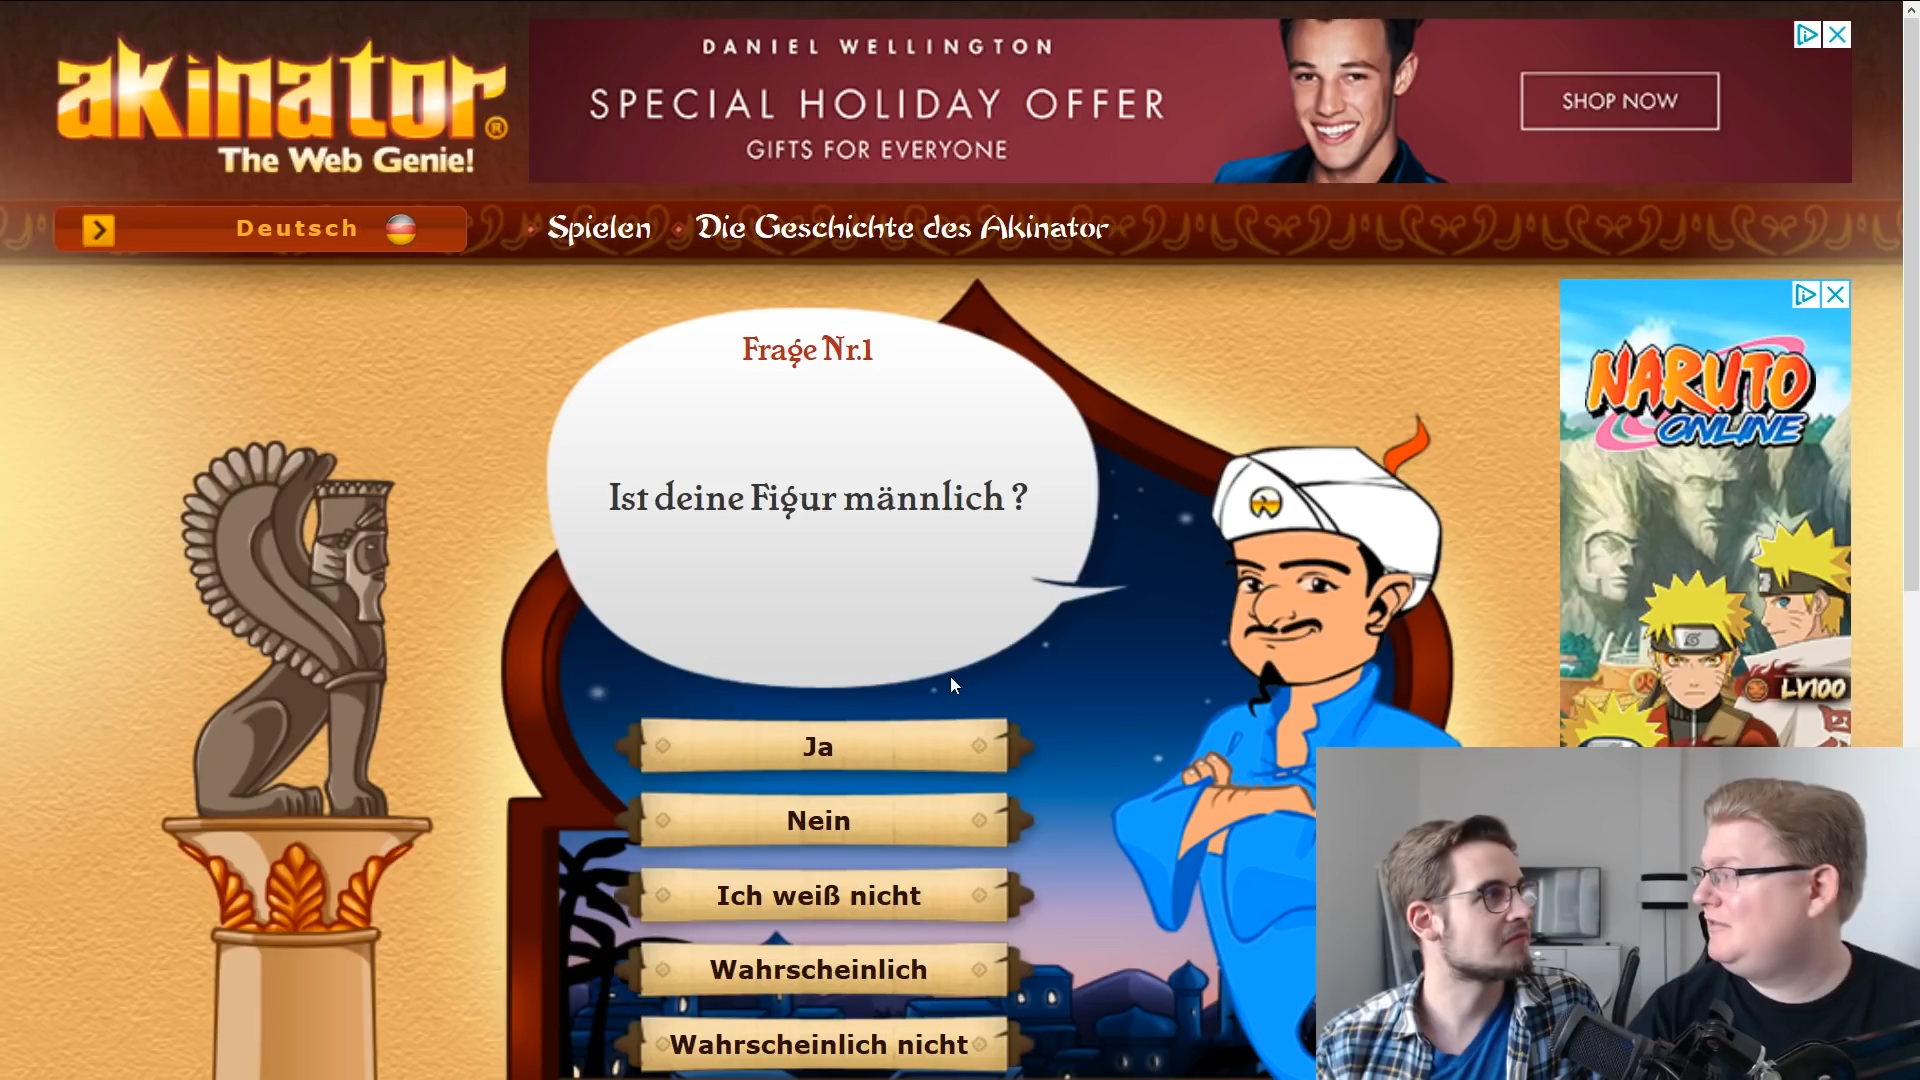 akinator®
The Web Genie!
DANIEL WELLINGTON
SPECIAL HOLIDAY OFFER
GIFTS FOR EVERYONE
SHOP NOW
Deutsch
Spielen
Die Geschichte des Akinator
Frage Nr.1
Ist deine Figur männlich ?
Ja
Nein
Ich weiß nicht
Wahrscheinlich
Wahrscheinlich nicht
NARUTO
ONLINE
LV100